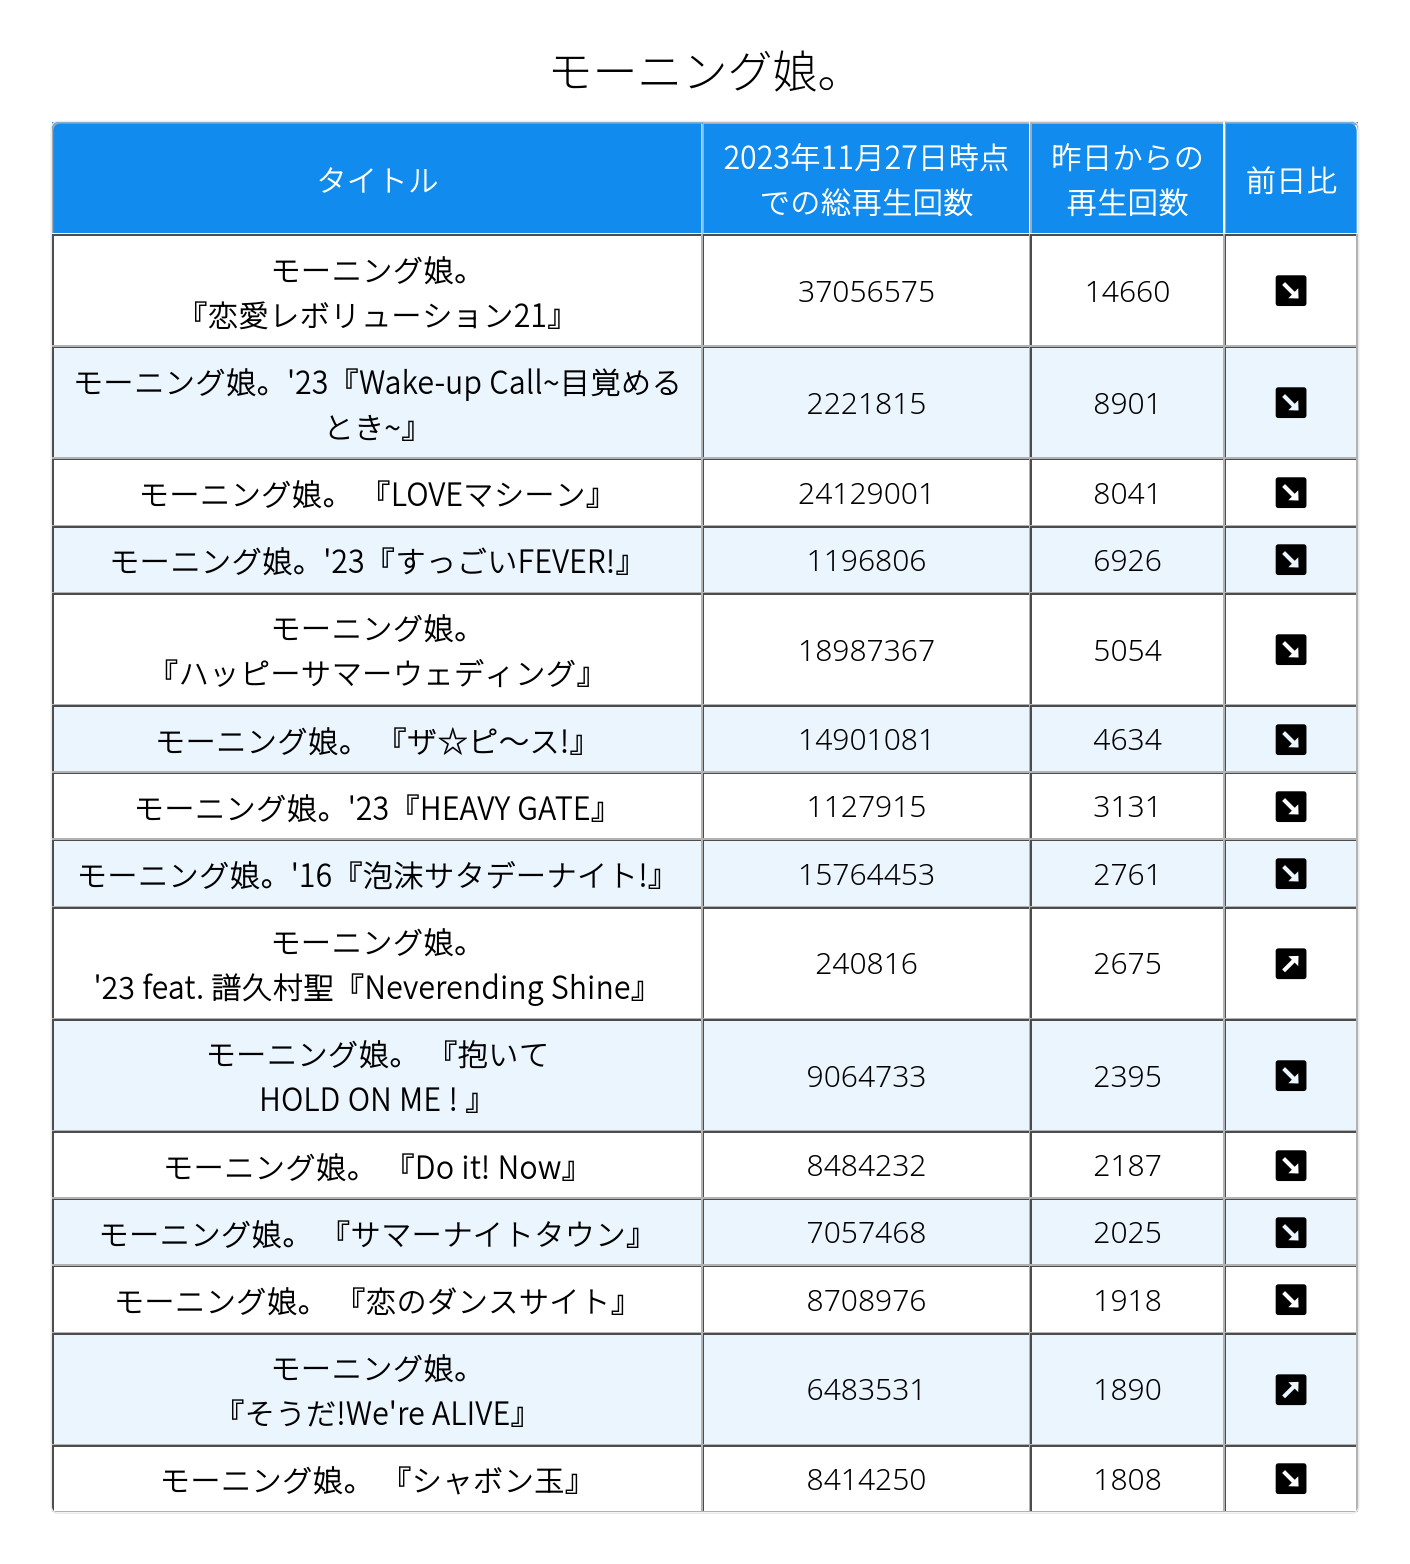 モーニング娘。
タイトル
2023年11月27日時点
での総再生回数
昨日からの
再生回数
前日比
モーニング娘。
『恋愛レボリューション21』
37056575
14660
モーニング娘。'23『Wake-up Call~目覚める
とき~』
2221815
8901
モーニング娘。 『LOVEマシーン』
24129001
8041
モーニング娘。'23『すっごいFEVER!』
1196806
6926
モーニング娘。
『ハッピーサマーウェディング』
18987367
5054
モーニング娘。 『ザ☆ピ〜ス!』
14901081
4634
モーニング娘。'23『HEAVY GATE』
1127915
3131
モーニング娘。'16『泡沫サタデーナイト!』
15764453
2761
モーニング娘。
'23 feat. 譜久村聖『Neverending Shine』
240816
2675
モーニング娘。 『抱いて
HOLD ON ME ! 』
9064733
2395
モーニング娘。 『Do it! Now』
8484232
2187
モーニング娘。 『サマーナイトタウン』
7057468
2025
モーニング娘。 『恋のダンスサイト』
8708976
1918
モーニング娘。
『そうだ!We're ALIVE』
6483531
1890
モーニング娘。 『シャボン玉』
8414250
1808